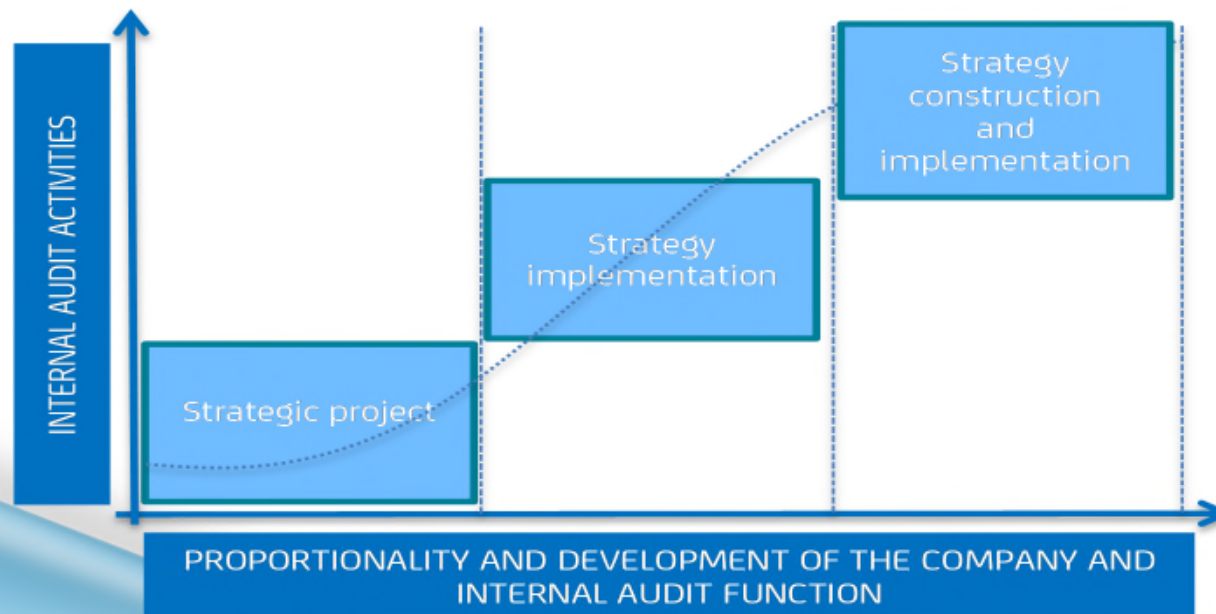 INTERNAL AUDIT ACTIVITIES
Strategy
construction
and
implementation
Strategy
implementation
Strategic project
PROPORTIONALITY AND DEVELOPMENT OF THE COMPANY AND
INTERNAL AUDIT FUNCTION